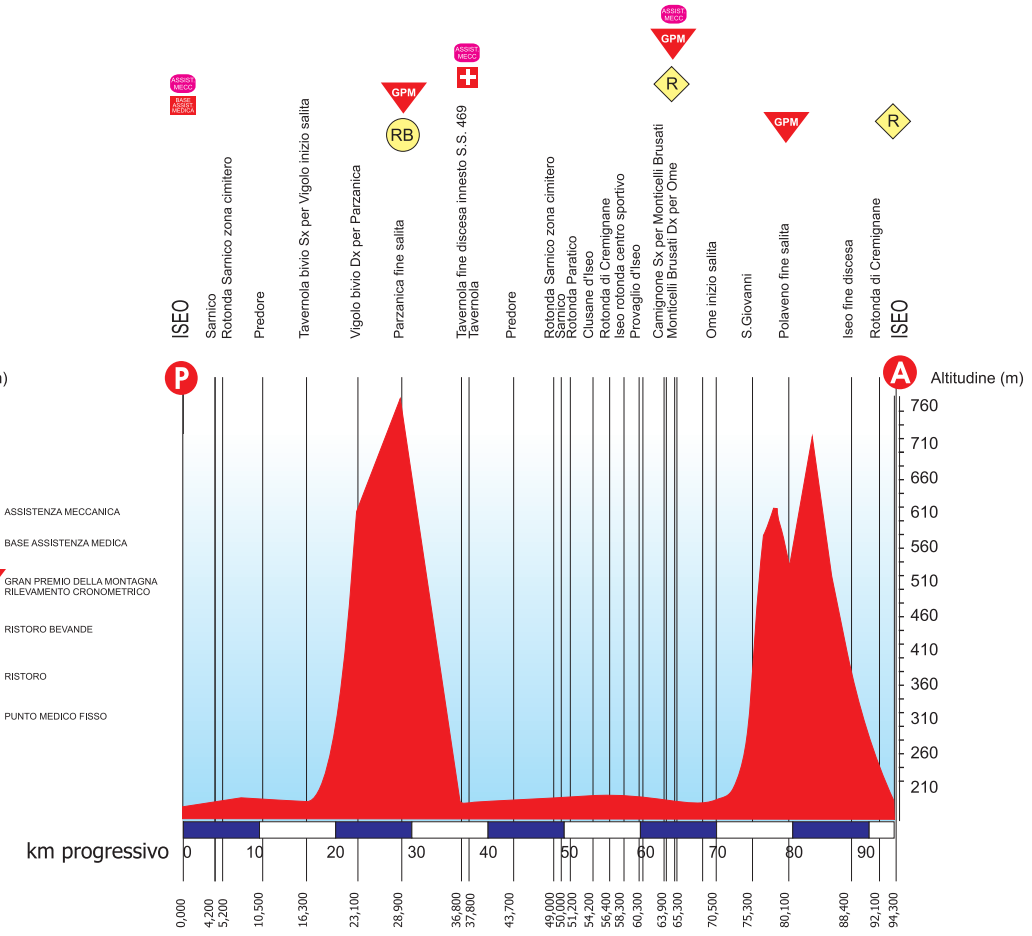 ASSIST.
MECC
BASE
ASSIST.
MEDICA
GPM
RB
ASSIST.
MECC
ASSIST.
MECC
GPM
R
GPM
R
ISEO
Sarnico
Rotonda Sarnico zona cimitero
Predore
Tavernola bivio Sx per Vigolo inizio salita
Vigolo bivio Dx per Parzanica
Parzanica fine salita
Tavernola fine discesa innesto S.S. 469
Tavernola
Predore
Rotonda Sarnico zona cimitero
Sarnico
Rotonda Paratico
Clusane d'Iseo
Rotonda di Cremignane
Iseo rotonda centro sportivo
Provaglio d'Iseo
Camignone Sx per Monticelli Brusati
Monticelli Brusati Dx per Ome
Ome inizio salita
S.Giovanni
Polaveno fine salita
Iseo fine discesa
Rotonda di Cremignane
ISEO
P
A
)
Altitudine (m)
760
710
660
610
560
510
460
410
360
310
260
210
ASSISTENZA MECCANICA
BASE ASSISTENZA MEDICA
GRAN PREMIO DELLA MONTAGNA
RILEVAMENTO CRONOMETRICO
RISTORO BEVANDE
RISTORO
PUNTO MEDICO FISSO
km progressivo
0 10 20 30 40 50 60 70 80 90
0,000
4,200
5,200
10,500
16,300
23,100
28,900
36,800
37,800
43,700
49,000
50,000
51,200
54,200
56,400
58,300
60,300
63,900
65,300
70,500
75,300
80,100
88,400
92,100
94,300